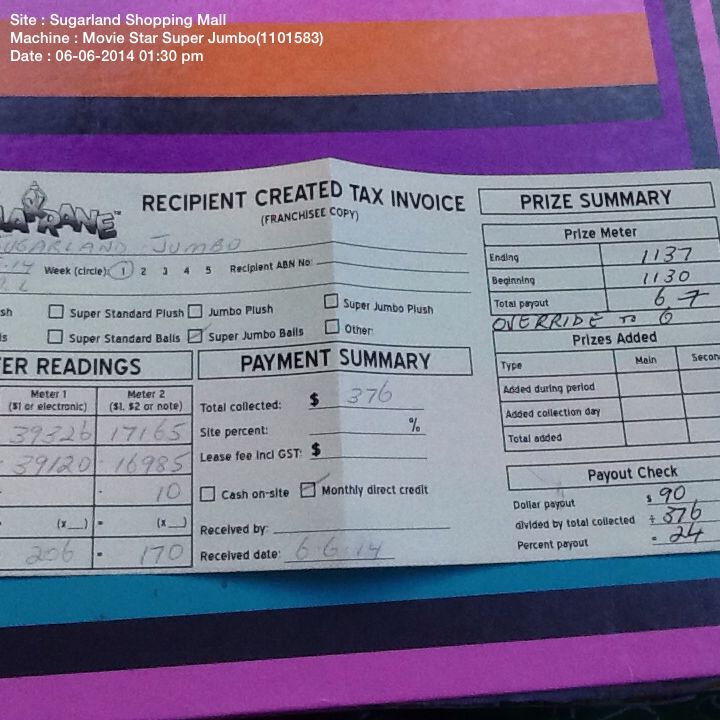 Site : Sugarland Shopping Mall
Machine : Movie Star Super Jumbo(1101583)
Date : 06-06-2014 01:30 pm
RECIPIENT CREATED TAX INVOICE
(FRANCHISEE COPY)
SUGARLAND JUMBO
Week (circle): 1 2 3 4 5 Recipient ABN No:
Super Standard Plush Jumbo Plush Super Jumbo Plush
Super Standard Balls Super Jumbo Balls Other:
ER READINGS
Meter 1 Meter 2
($1 or electronic) ($1, $2 or note)
39326 17165
39120 - 16985
- 10
(x__) = (x__)
206 = 170
PAYMENT SUMMARY
Total collected: $ 376
Site percent: %
Lease fee incl GST: $
Cash on-site Monthly direct credit
Received by:
Received date: 6 6 14
PRIZE SUMMARY
Prize Meter
Ending 1137
Beginning 1130
Total payout 6 7
OVERRIDE TO 6
Prizes Added
Type Main Secon
Added during period
Added collection day
Total added
Payout Check
Dollar payout $ 90
divided by total collected ÷ 376
Percent payout = 24